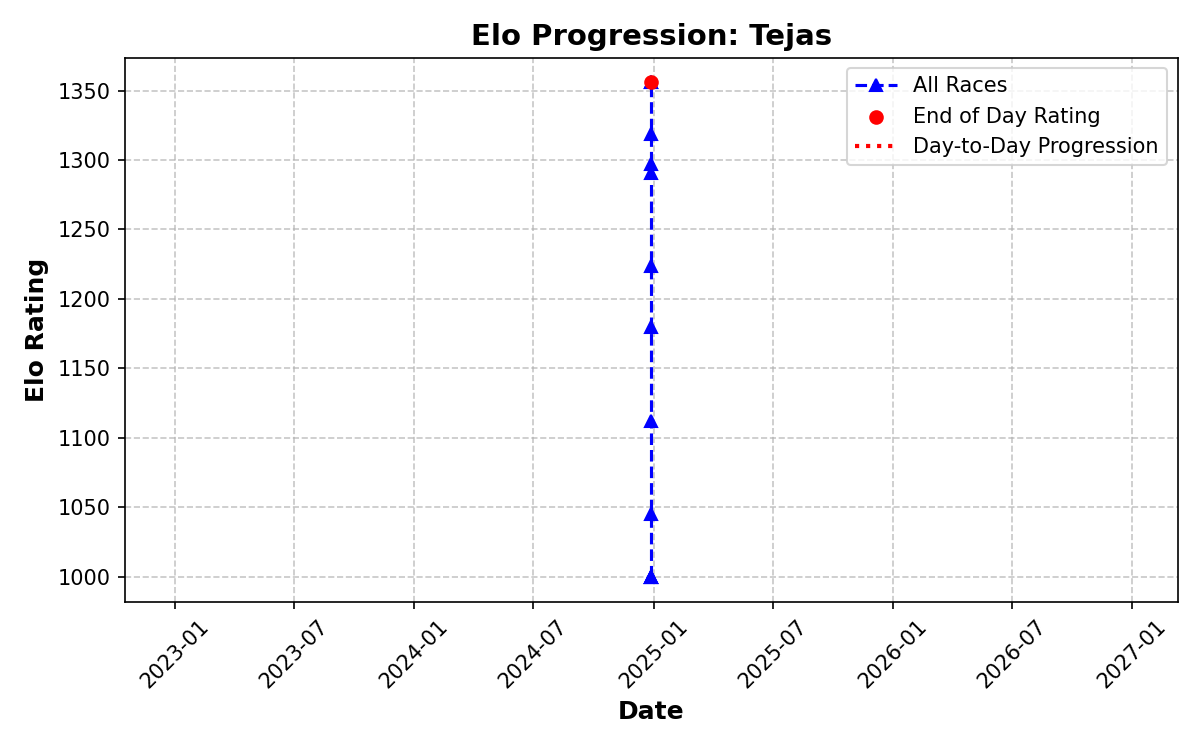 Elo Progression: Tejas
All Races
End of Day Rating
Day-to-Day Progression
Elo Rating
1350
1300
1250
1200
1150
1100
1050
1000
2023-01
2023-07
2024-01
2024-07
2025-01
2025-07
2026-01
2026-07
2027-01
Date